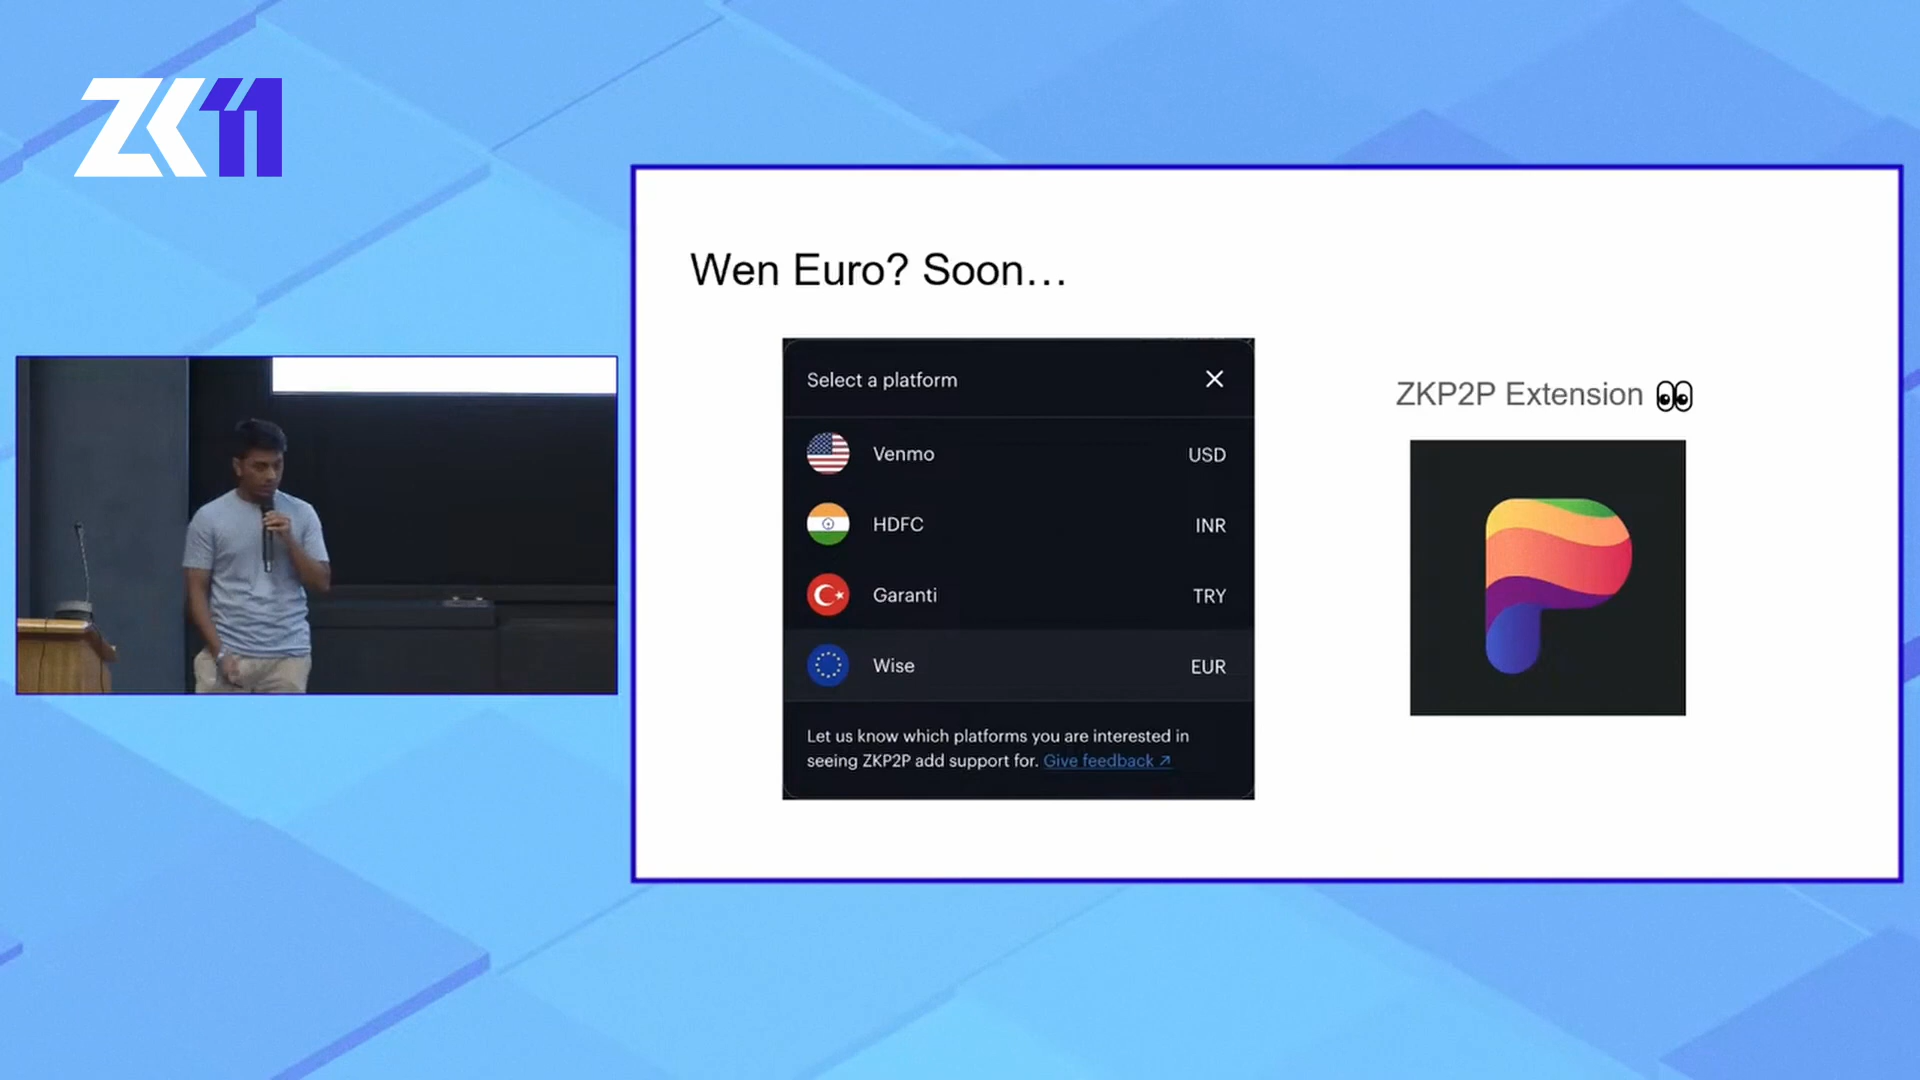 ZK11
Wen Euro? Soon…
Select a platform
Venmo USD
HDFC INR
Garanti TRY
Wise EUR
Let us know which platforms you are interested in
seeing ZKP2P add support for. Give feedback ↗
ZKP2P Extension 👀